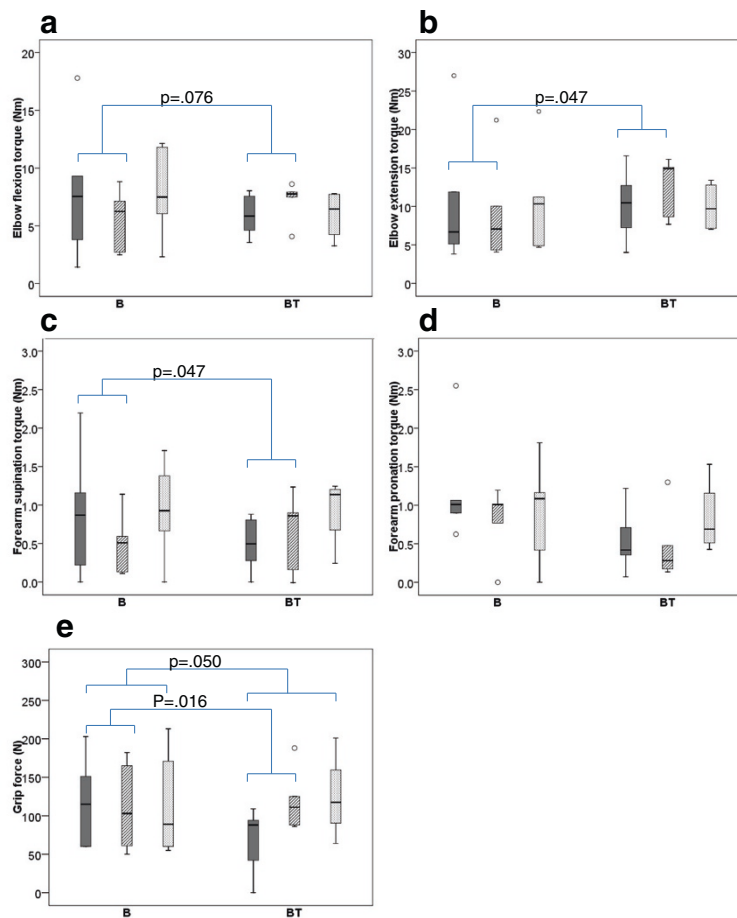 a
20
15
10
5
0
Elbow flexion torque (Nm)
p=.076
B
BT
b
30
25
20
15
10
5
0
Elbow extension torque (Nm)
p=.047
B
BT
c
3.0
2.5
2.0
1.5
1.0
0.5
0.0
Forearm supination torque (Nm)
p=.047
B
BT
d
3.0
2.5
2.0
1.5
1.0
0.5
0.0
Forearm pronation torque (Nm)
B
BT
e
300
250
200
150
100
50
0
Grip force (N)
p=.050
P=.016
B
BT